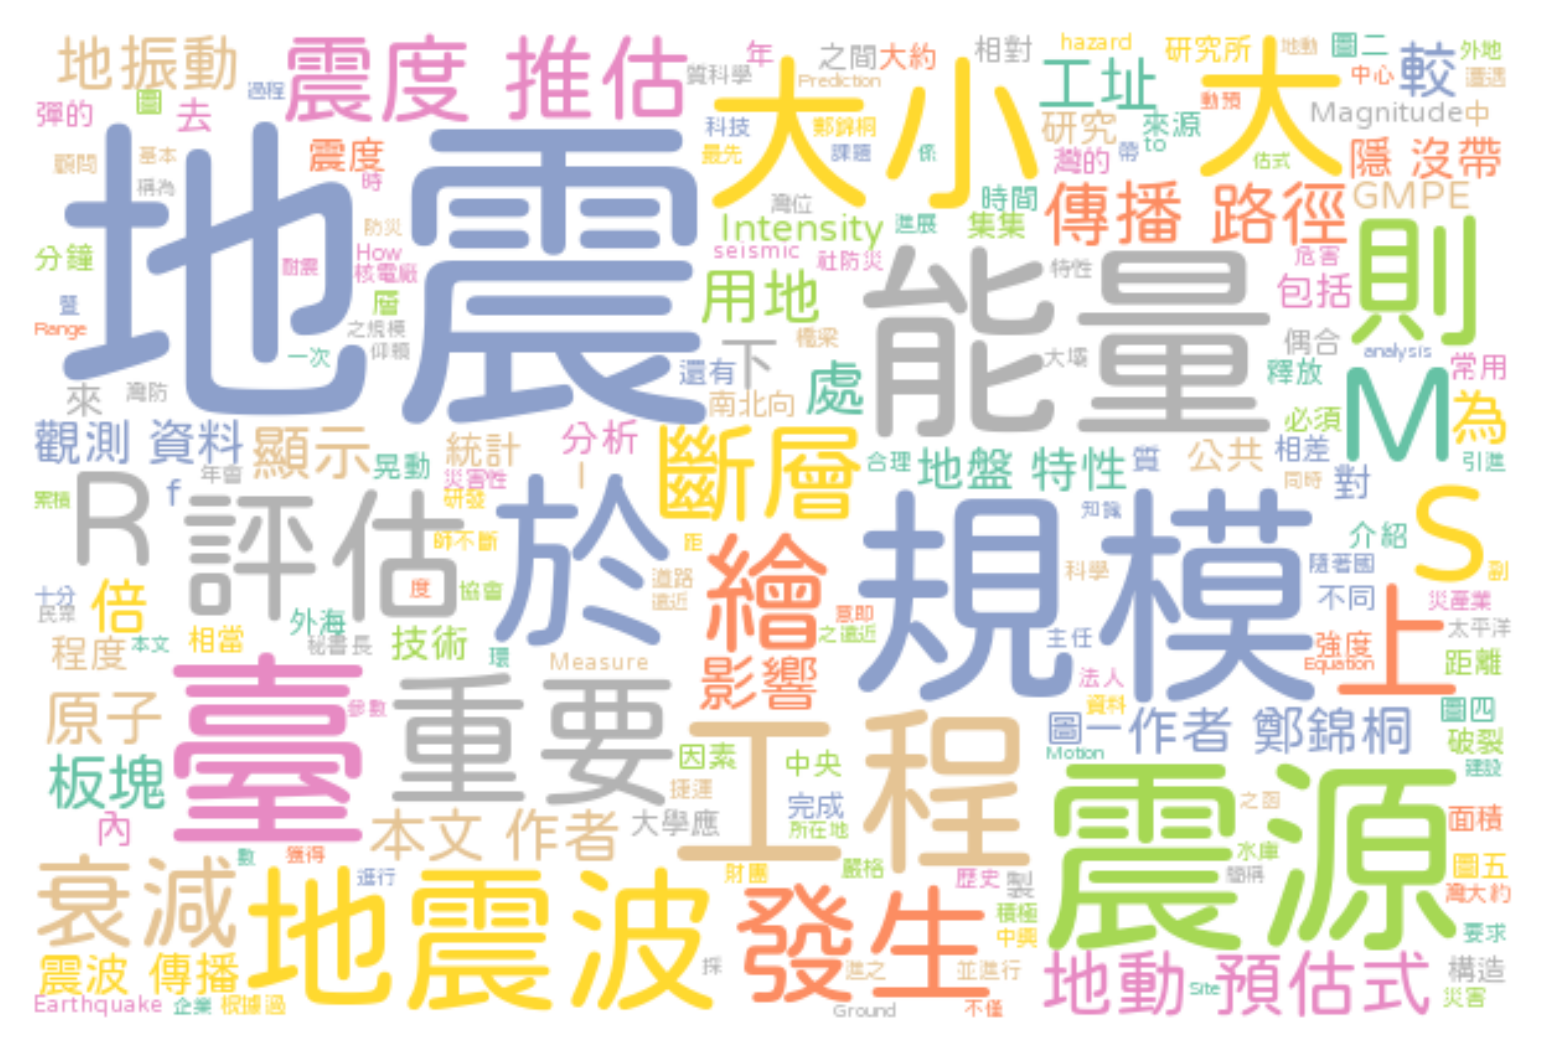 地振動
震度 推估
質科學
年
之間
大約
相對
hazard
研究所
地動
圖二
外地
過程
大小
Prediction
工址
大
中心
較
遭遇
彈的
圖
去
動預
Magnitude
中
科技
鄭錦桐
研究
來源
to
顧問
基本
震度
最先
課題
係
灣的
帶
估式
隱 沒帶
稱為
時
地震
灣位
時間
傳播 路徑
GMPE
防災
Intensity
進展
集集
則
分鐘
耐震
How
核電廠
seismic
社防災
能量
特性
危害
包括
暨
層
用地
Range
之規模
一次
仰賴
下
橋梁
偶合
analysis
來
灣防
還有
處
大壩
釋放
M
常用
南北向
必須
為
觀測 資料
顯示
晃動
統計
分析
斷層
合理
地盤 特性
質
公共
相差
引進
R
年會
災害性
l
同時
對
累積
f
評估
研發
於
知識
規模
S
師不斷
距
繪
介紹
十分
倍
度
協會
道路
遠近
科學
隨著國
副
民眾
外海
意即
不同
上
災產業
程度
本文
相當
祕書長
技術
環
之遠近
主任
強度
太平洋
Measure
影響
Equation
距離
臺
重要
法人
原子
參數
工程
資料
圖一
作者 鄭錦桐
圖四
板塊
因素
中央
Motion
破裂
震源
建設
內
捷運
完成
之函
本文 作者
大學應
所在地
面積
衰減
數
獲得
水庫
地震波
進行
財團
嚴格
歷史
製
簡稱
圖五
灣大約
發生
積極
中興
要求
震波 傳播
採
進之
並進行
地動
Site
預估式
構造
Earthquake
企業
根據過
Ground
不僅
災害